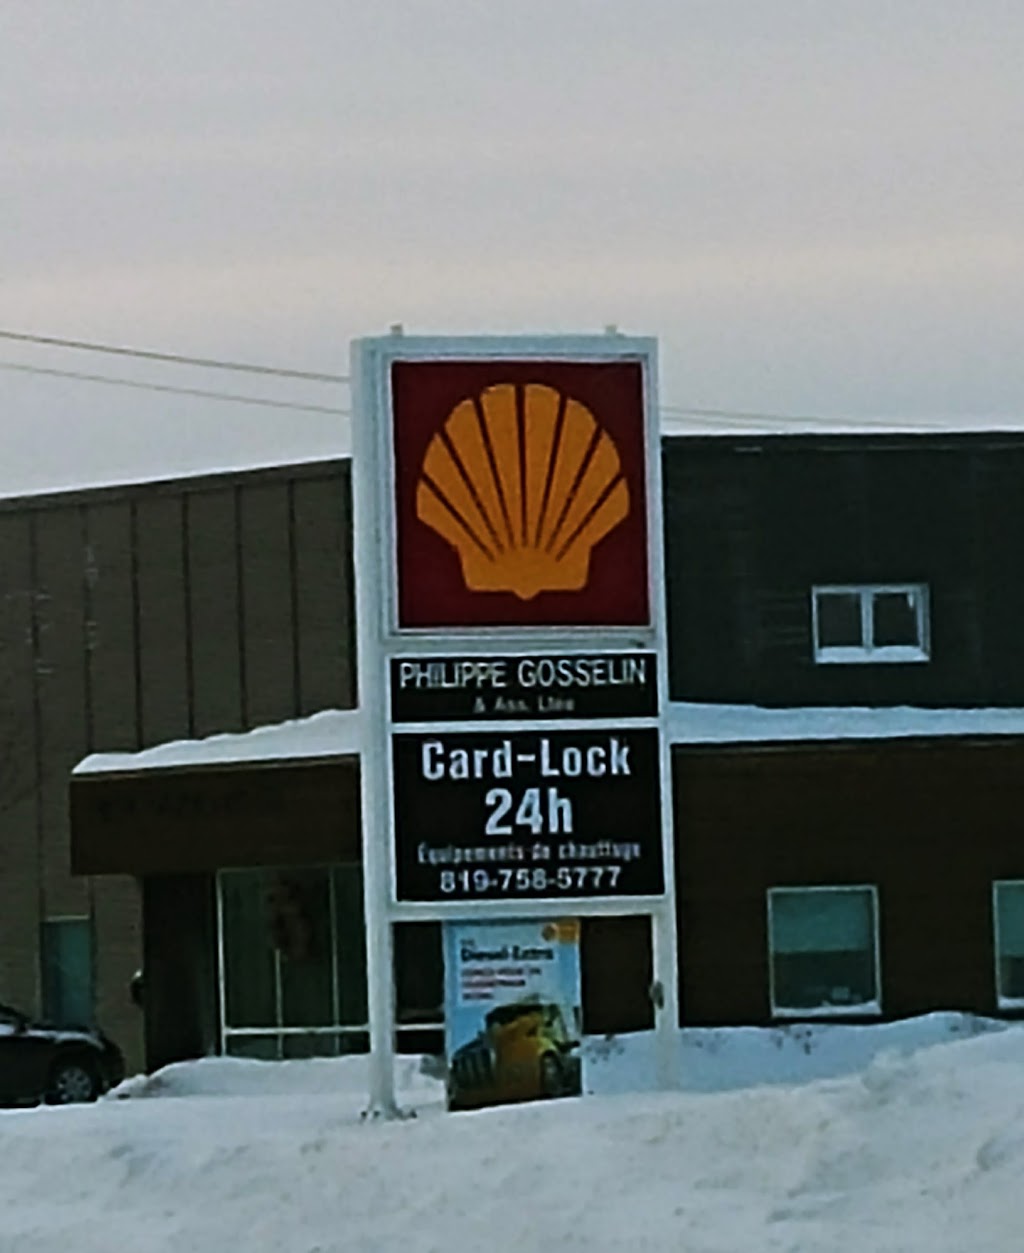 PHILIPPE GOSSELIN
& Ass. Ltée
Card-Lock
24h
Équipements de chauffage
819-758-5777
Diesel-Extra